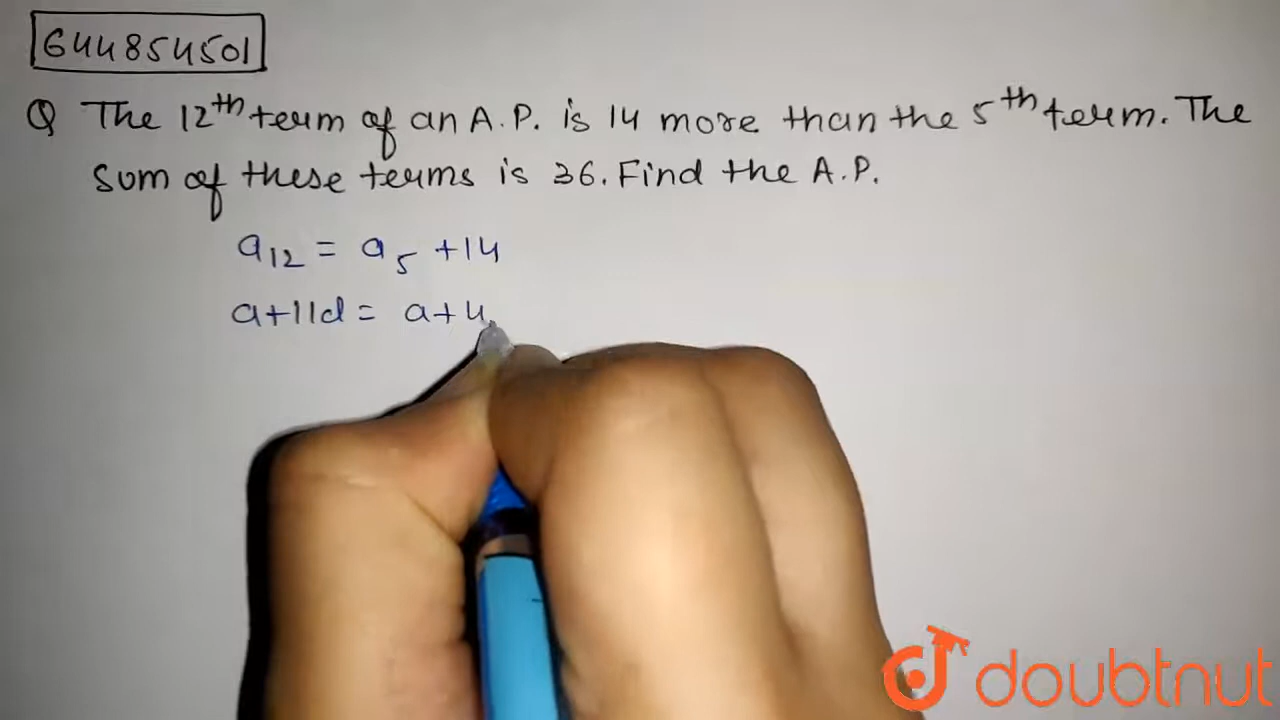 644854501
Q The 12th term of an A.P. is 14 more than the 5th term. The
sum of these terms is 36. Find the A.P.
a12 = a5 +14
a+11d = a+4
doubtnut